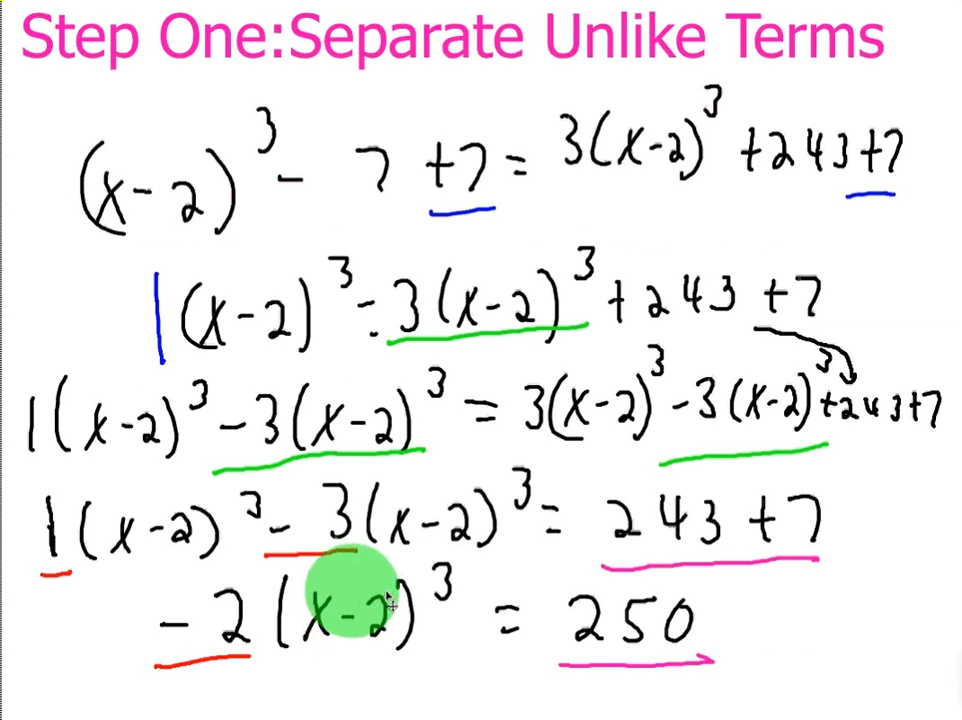 Step One:Separate Unlike Terms
(x-2)³ - 7 +7 = 3(x-2)³ +243+7
1(x-2)³ = 3(x-2)³ +243 +7
1(x-2)³ -3(x-2)³ = 3(x-2)³ -3(x-2)³ +243+7
1(x-2)³ -3(x-2)³ = 243 +7
-2(x-2)³ = 250